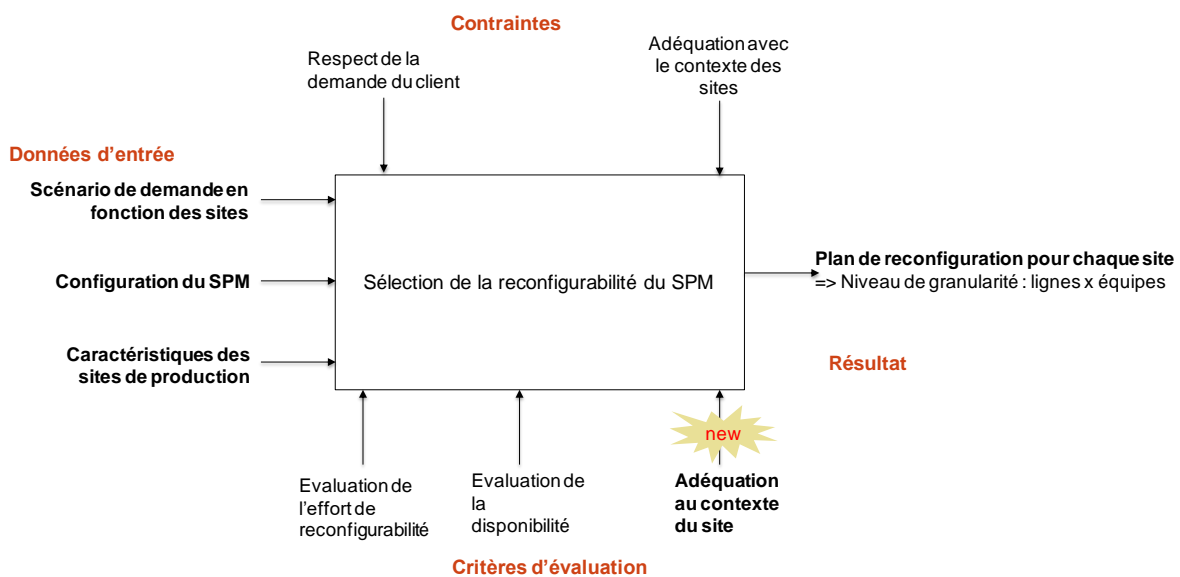 Contraintes
Respect de la
demande du client
Adéquation avec
le contexte des
sites
Données d'entrée
Scénario de demande en
fonction des sites
Configuration du SPM
Caractéristiques des
sites de production
Sélection de la reconfigurabilité du SPM
Plan de reconfiguration pour chaque site
=> Niveau de granularité : lignes x équipes
Résultat
new
Evaluation de
l'effort de
reconfigurabilité
Evaluation de
la
disponibilité
Adéquation
au contexte
du site
Critères d'évaluation